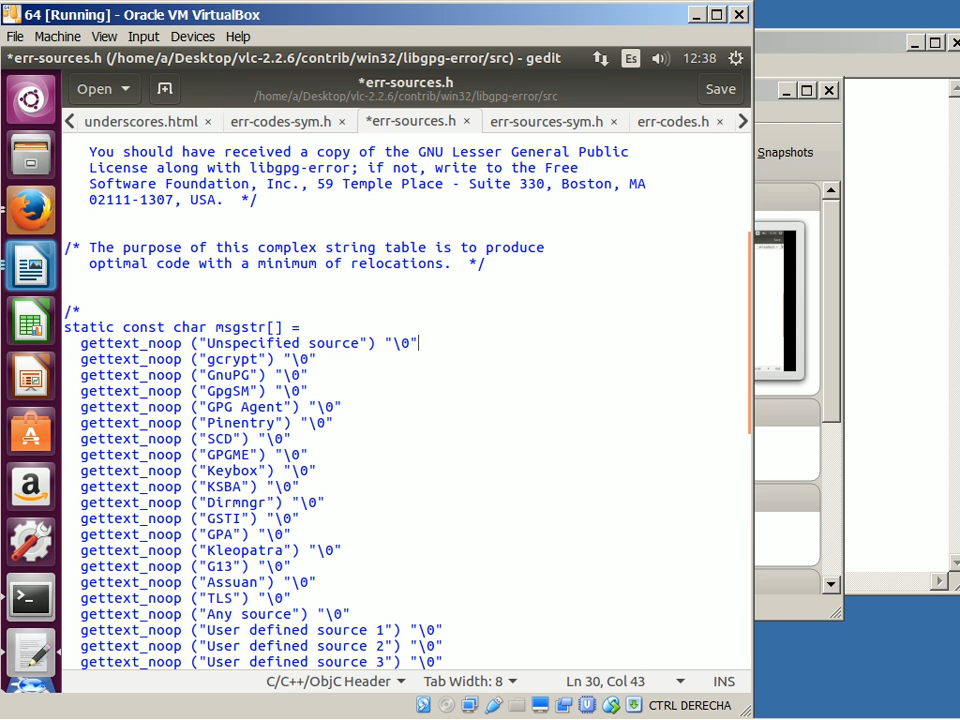 64 [Running] - Oracle VM VirtualBox
File Machine View Input Devices Help
*err-sources.h (/home/a/Desktop/vlc-2.2.6/contrib/win32/libgpg-error/src) - gedit Es 12:38
Open *err-sources.h Save
/home/a/Desktop/vlc-2.2.6/contrib/win32/libgpg-error/src
underscores.html × err-codes-sym.h × *err-sources.h × err-sources-sym.h × err-codes.h ×
You should have received a copy of the GNU Lesser General Public
License along with libgpg-error; if not, write to the Free
Software Foundation, Inc., 59 Temple Place - Suite 330, Boston, MA
02111-1307, USA.  */
/* The purpose of this complex string table is to produce
optimal code with a minimum of relocations.  */
/*
static const char msgstr[] =
gettext_noop ("Unspecified source") "\0"
gettext_noop ("gcrypt") "\0"
gettext_noop ("GnuPG") "\0"
gettext_noop ("GpgSM") "\0"
gettext_noop ("GPG Agent") "\0"
gettext_noop ("Pinentry") "\0"
gettext_noop ("SCD") "\0"
gettext_noop ("GPGME") "\0"
gettext_noop ("Keybox") "\0"
gettext_noop ("KSBA") "\0"
gettext_noop ("Dirmngr") "\0"
gettext_noop ("GSTI") "\0"
gettext_noop ("GPA") "\0"
gettext_noop ("Kleopatra") "\0"
gettext_noop ("G13") "\0"
gettext_noop ("Assuan") "\0"
gettext_noop ("TLS") "\0"
gettext_noop ("Any source") "\0"
gettext_noop ("User defined source 1") "\0"
gettext_noop ("User defined source 2") "\0"
gettext_noop ("User defined source 3") "\0"
C/C++/ObjC Header Tab Width: 8 Ln 30, Col 43 INS
CTRL DERECHA
Snapshots